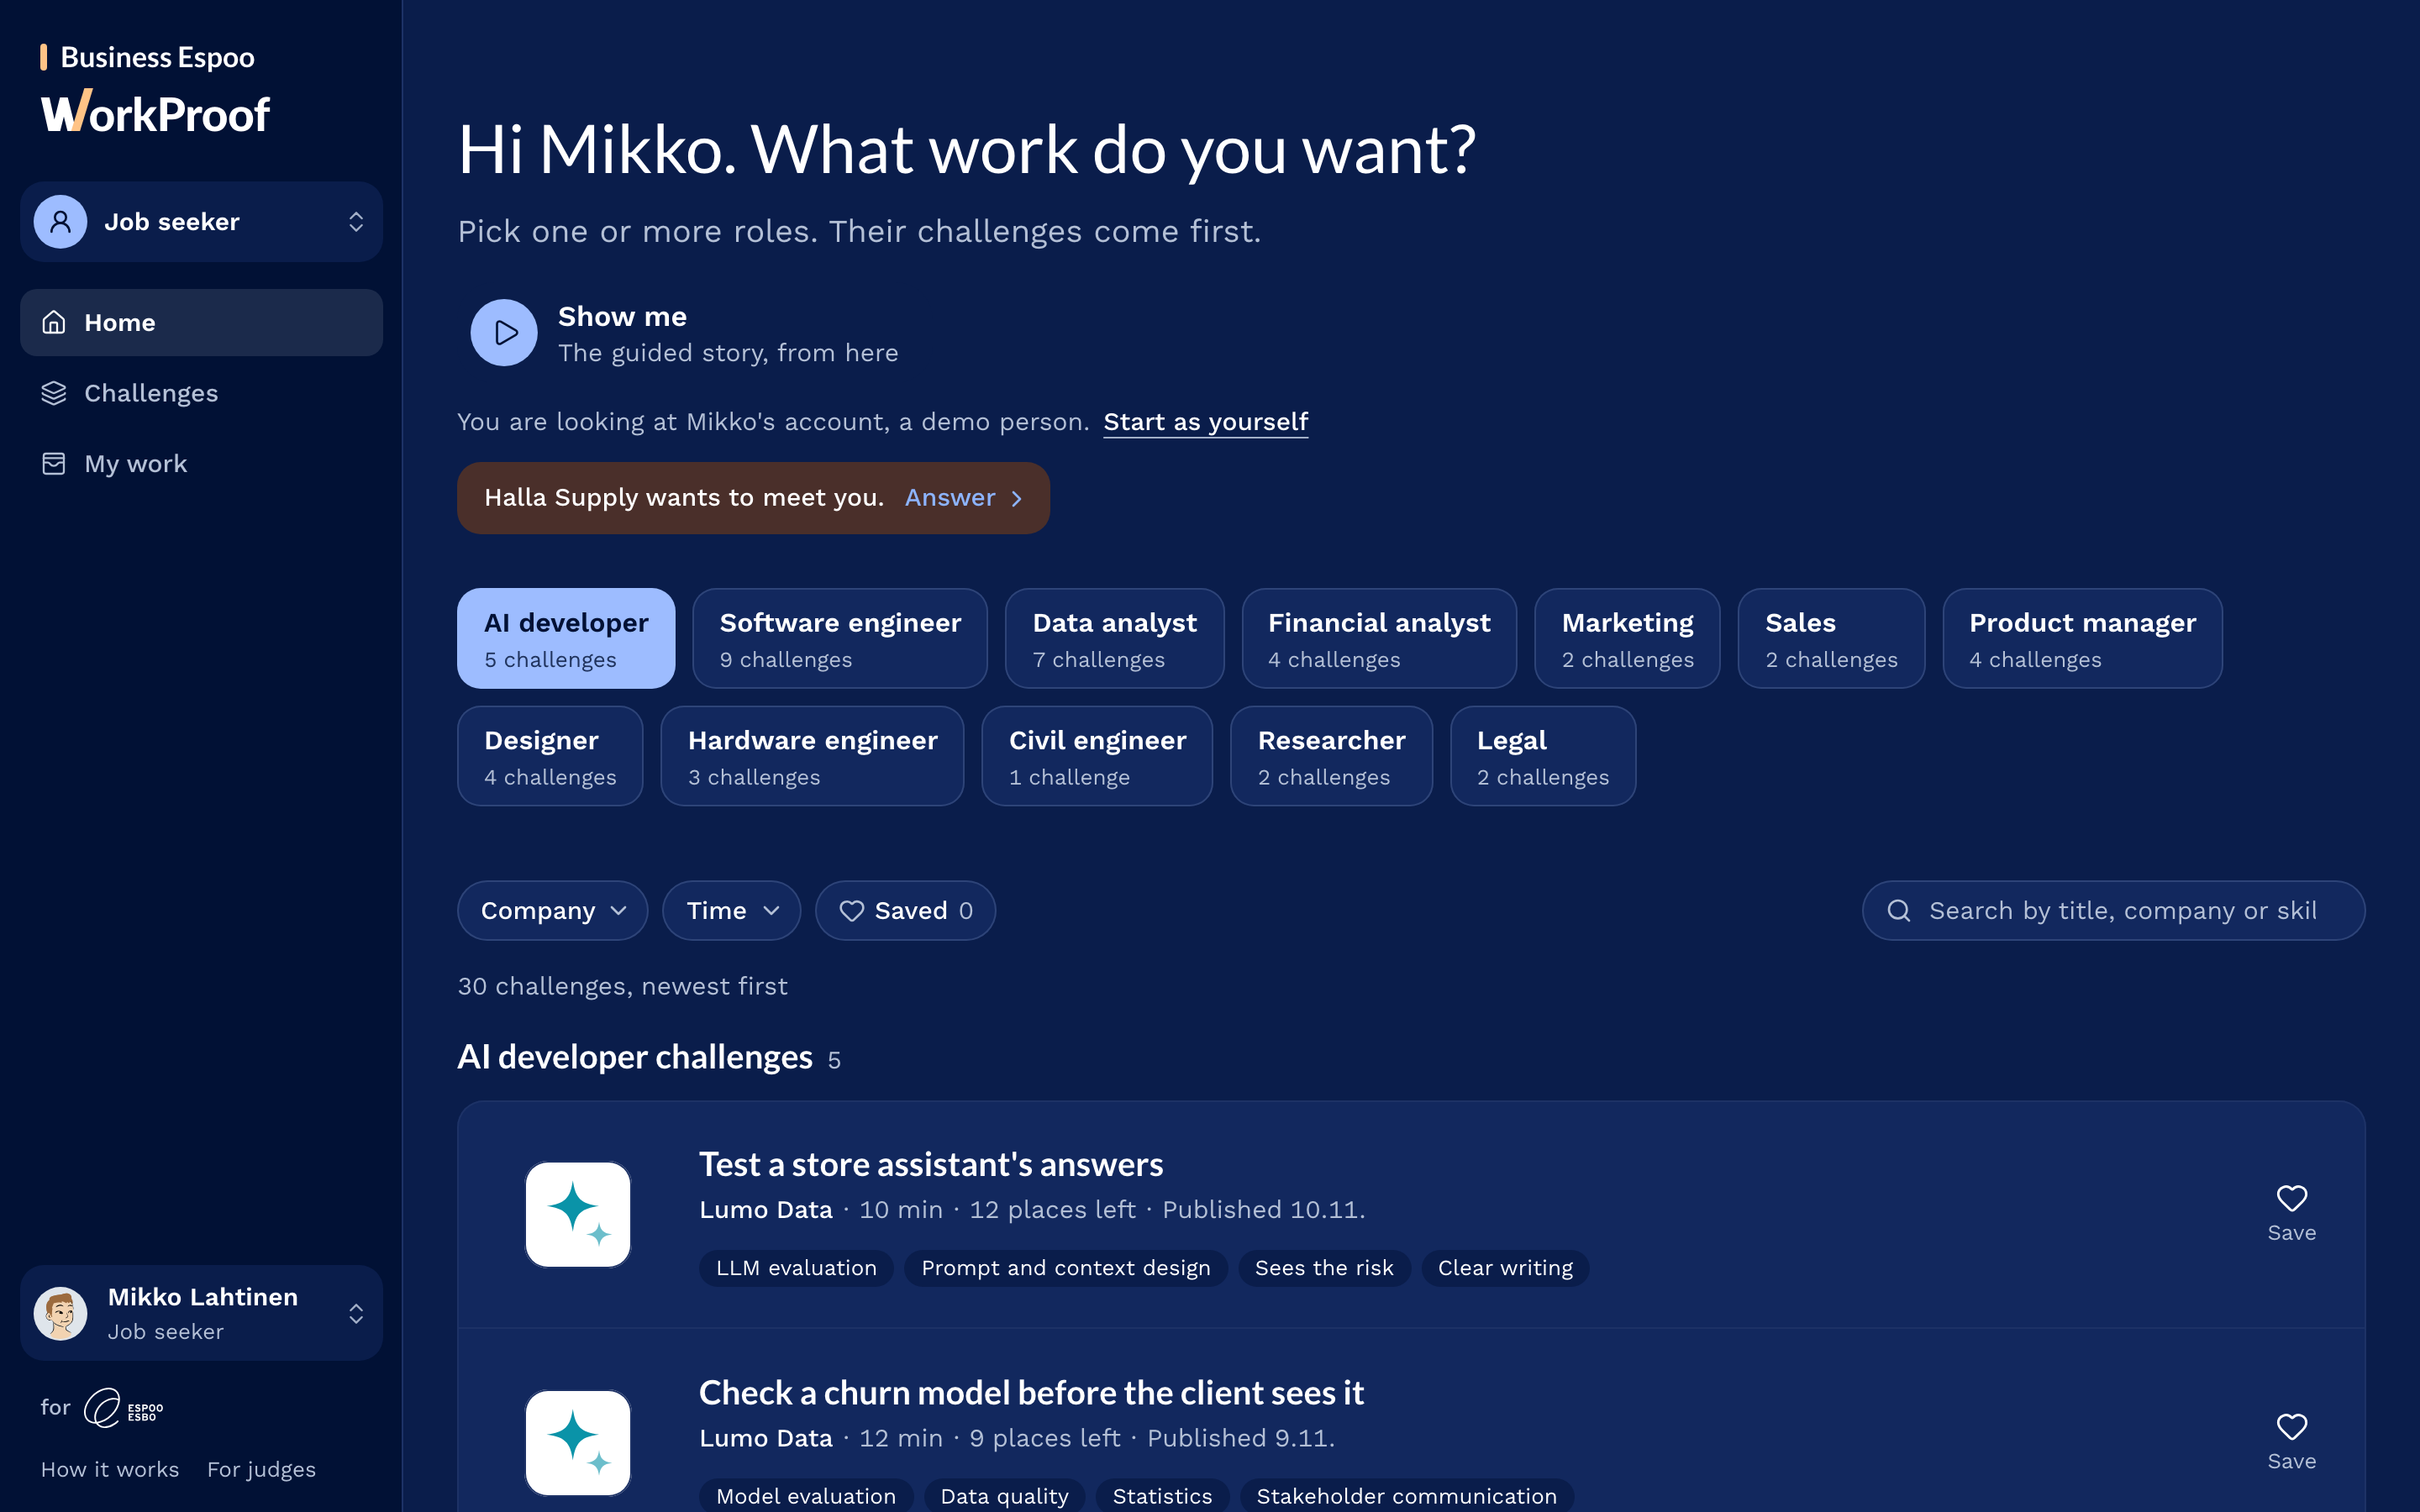 Business Espoo
WorkProof
Job seeker
Home
Challenges
My work
Mikko Lahtinen
Job seeker
for ESPOO ESBO
How it works For judges
Hi Mikko. What work do you want?
Pick one or more roles. Their challenges come first.
Show me
The guided story, from here
You are looking at Mikko's account, a demo person. Start as yourself
Halla Supply wants to meet you. Answer
AI developer
5 challenges
Software engineer
9 challenges
Data analyst
7 challenges
Financial analyst
4 challenges
Marketing
2 challenges
Sales
2 challenges
Product manager
4 challenges
Designer
4 challenges
Hardware engineer
3 challenges
Civil engineer
1 challenge
Researcher
2 challenges
Legal
2 challenges
Company Time Saved 0 Search by title, company or skil
30 challenges, newest first
AI developer challenges 5
Test a store assistant's answers
Lumo Data · 10 min · 12 places left · Published 10.11.
LLM evaluation Prompt and context design Sees the risk Clear writing
Save
Check a churn model before the client sees it
Lumo Data · 12 min · 9 places left · Published 9.11.
Model evaluation Data quality Statistics Stakeholder communication
Save